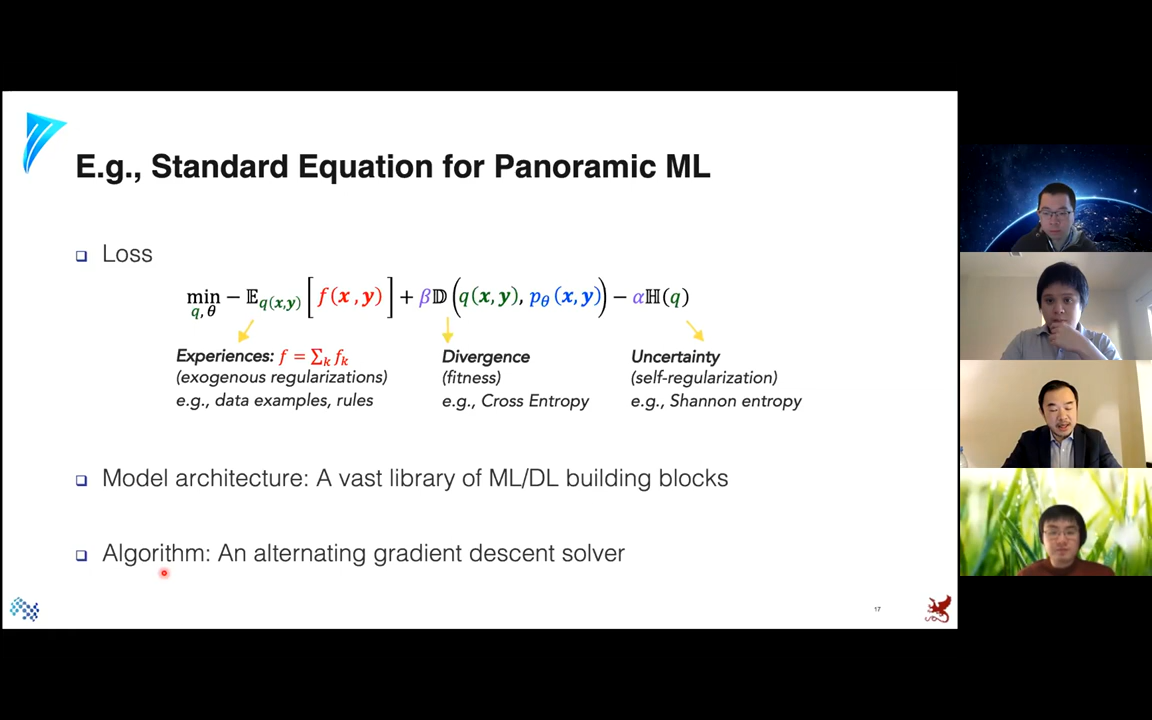 E.g., Standard Equation for Panoramic ML
Loss
min q,θ − 𝔼q(x,y) [ f(x,y) ] + β𝔻 ( q(x,y), pθ(x,y) ) − αℍ(q)
Experiences: f = Σk fk
(exogenous regularizations)
e.g., data examples, rules
Divergence
(fitness)
e.g., Cross Entropy
Uncertainty
(self-regularization)
e.g., Shannon entropy
Model architecture: A vast library of ML/DL building blocks
Algorithm: An alternating gradient descent solver
17